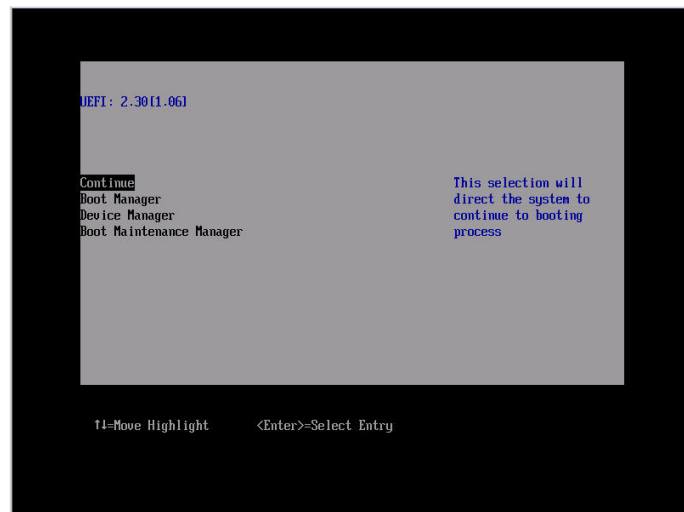 UEFI: 2.30[1.06]
Continue
Boot Manager
Device Manager
Boot Maintenance Manager
This selection will
direct the system to
continue to booting
process
↑↓=Move Highlight <Enter>=Select Entry